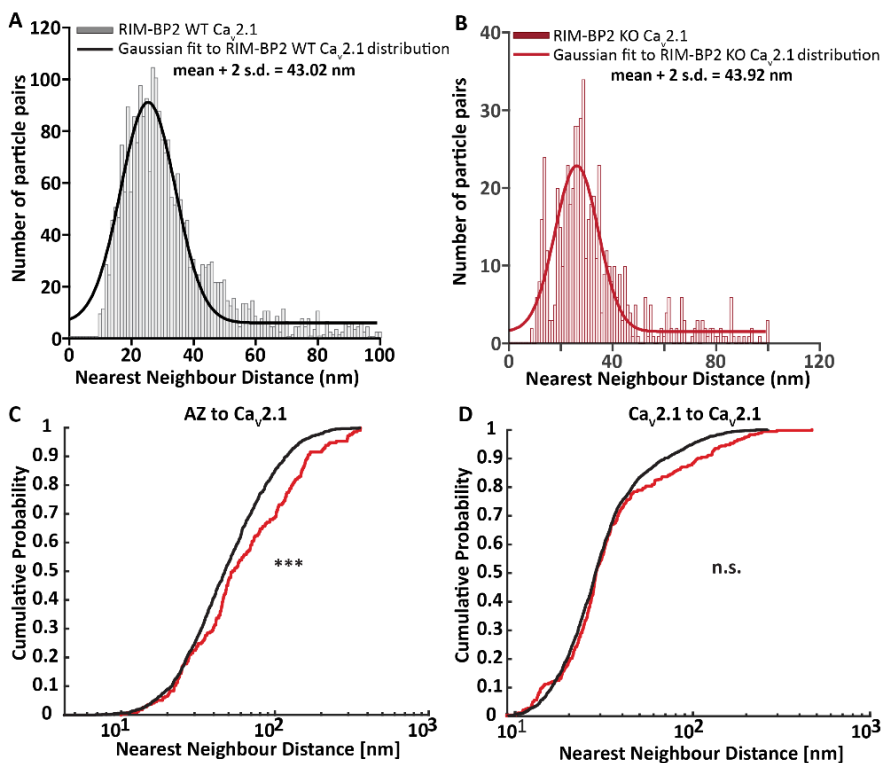 A
RIM-BP2 WT Cav2.1
Gaussian fit to RIM-BP2 WT Cav2.1 distribution
mean + 2 s.d. = 43.02 nm
120
100
80
60
40
20
0
Number of particle pairs
0 20 40 60 80 100
Nearest Neighbour Distance (nm)
B
RIM-BP2 KO Cav2.1
Gaussian fit to RIM-BP2 KO Cav2.1 distribution
mean + 2 s.d. = 43.92 nm
40
30
20
10
0
Number of particle pairs
0 20 40 80 120
Nearest Neighbour Distance (nm)
C
AZ to Cav2.1
1
0.9
0.8
0.7
0.6
0.5
0.4
0.3
0.2
0.1
0
Cumulative Probability
***
10¹ 10² 10³
Nearest Neighbour Distance [nm]
D
Cav2.1 to Cav2.1
1
0.9
0.8
0.7
0.6
0.5
0.4
0.3
0.2
0.1
0
Cumulative Probability
n.s.
10¹ 10² 10³
Nearest Neighbour Distance [nm]